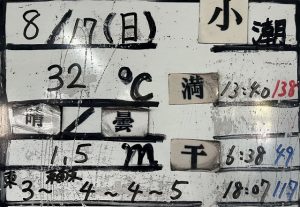 8/17(日) 小潮
32 ℃ 満 13:40 138
晴/曇
1.5 m 干 6:38 49
東 3~4~4~5 18:07 119